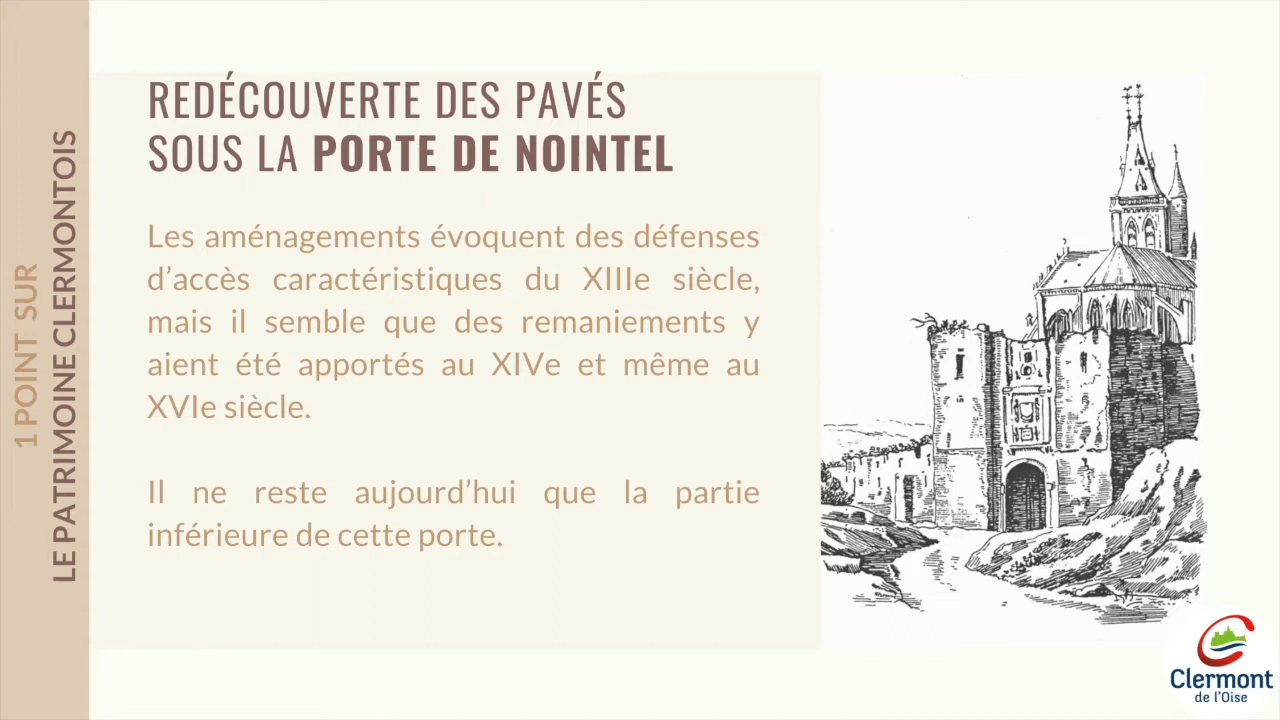 1 POINT SUR
LE PATRIMOINE CLERMONTOIS
REDÉCOUVERTE DES PAVÉS
SOUS LA PORTE DE NOINTEL
Les aménagements évoquent des défenses
d’accès caractéristiques du XIIIe siècle,
mais il semble que des remaniements y
aient été apportés au XIVe et même au
XVIe siècle.
Il ne reste aujourd’hui que la partie
inférieure de cette porte.
Clermont
de l’Oise